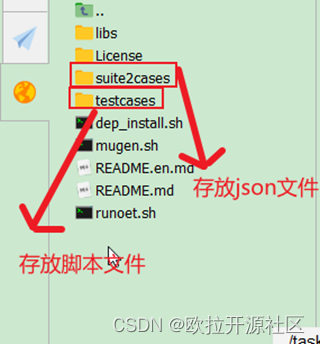 ..
libs
License
suite2cases
testcases
dep_install.sh
mugen.sh
README.en.md
README.md
runoet.sh
存放json文件
存放脚本文件
CSDN @欧拉开源社区
/task